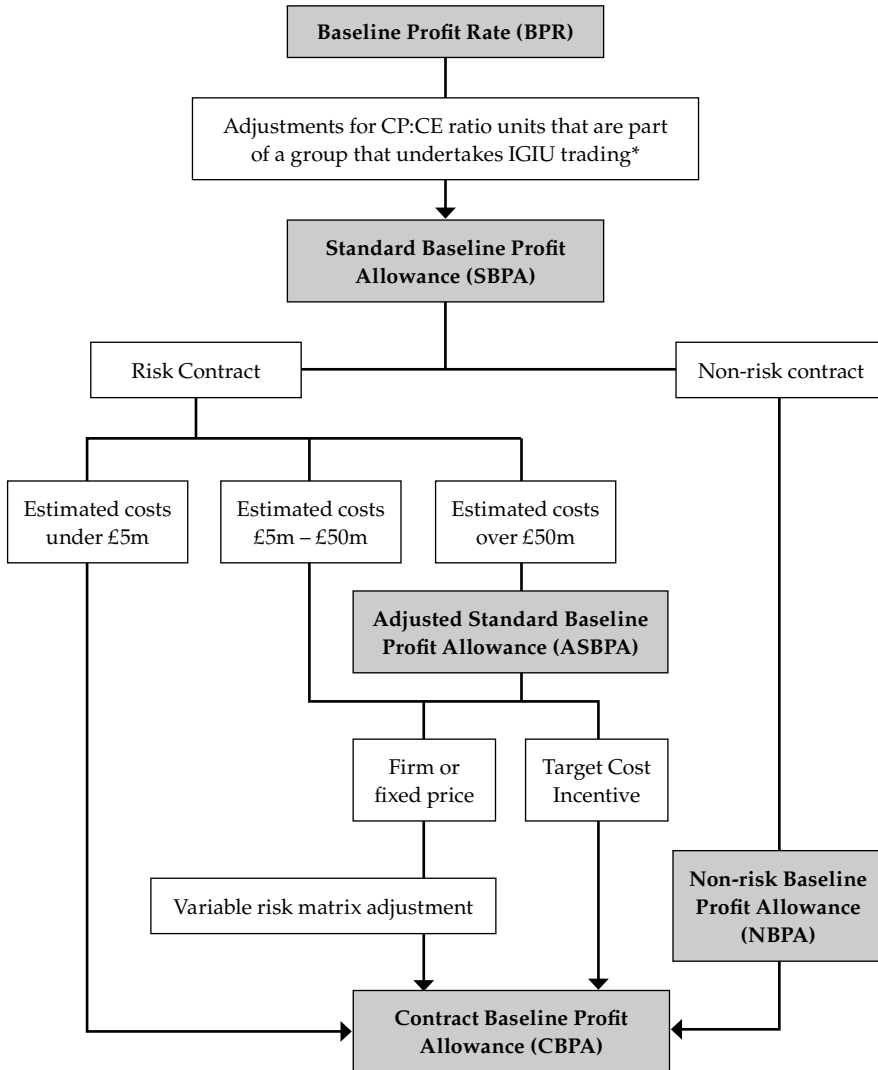 Baseline Profit Rate (BPR)
Adjustments for CP:CE ratio units that are part
of a group that undertakes IGIU trading*
Standard Baseline Profit
Allowance (SBPA)
Risk Contract
Non-risk contract
Estimated costs
under £5m
Estimated costs
£5m – £50m
Estimated costs
over £50m
Adjusted Standard Baseline
Profit Allowance (ASBPA)
Firm or
fixed price
Target Cost
Incentive
Variable risk matrix adjustment
Non-risk Baseline
Profit Allowance
(NBPA)
Contract Baseline Profit
Allowance (CBPA)